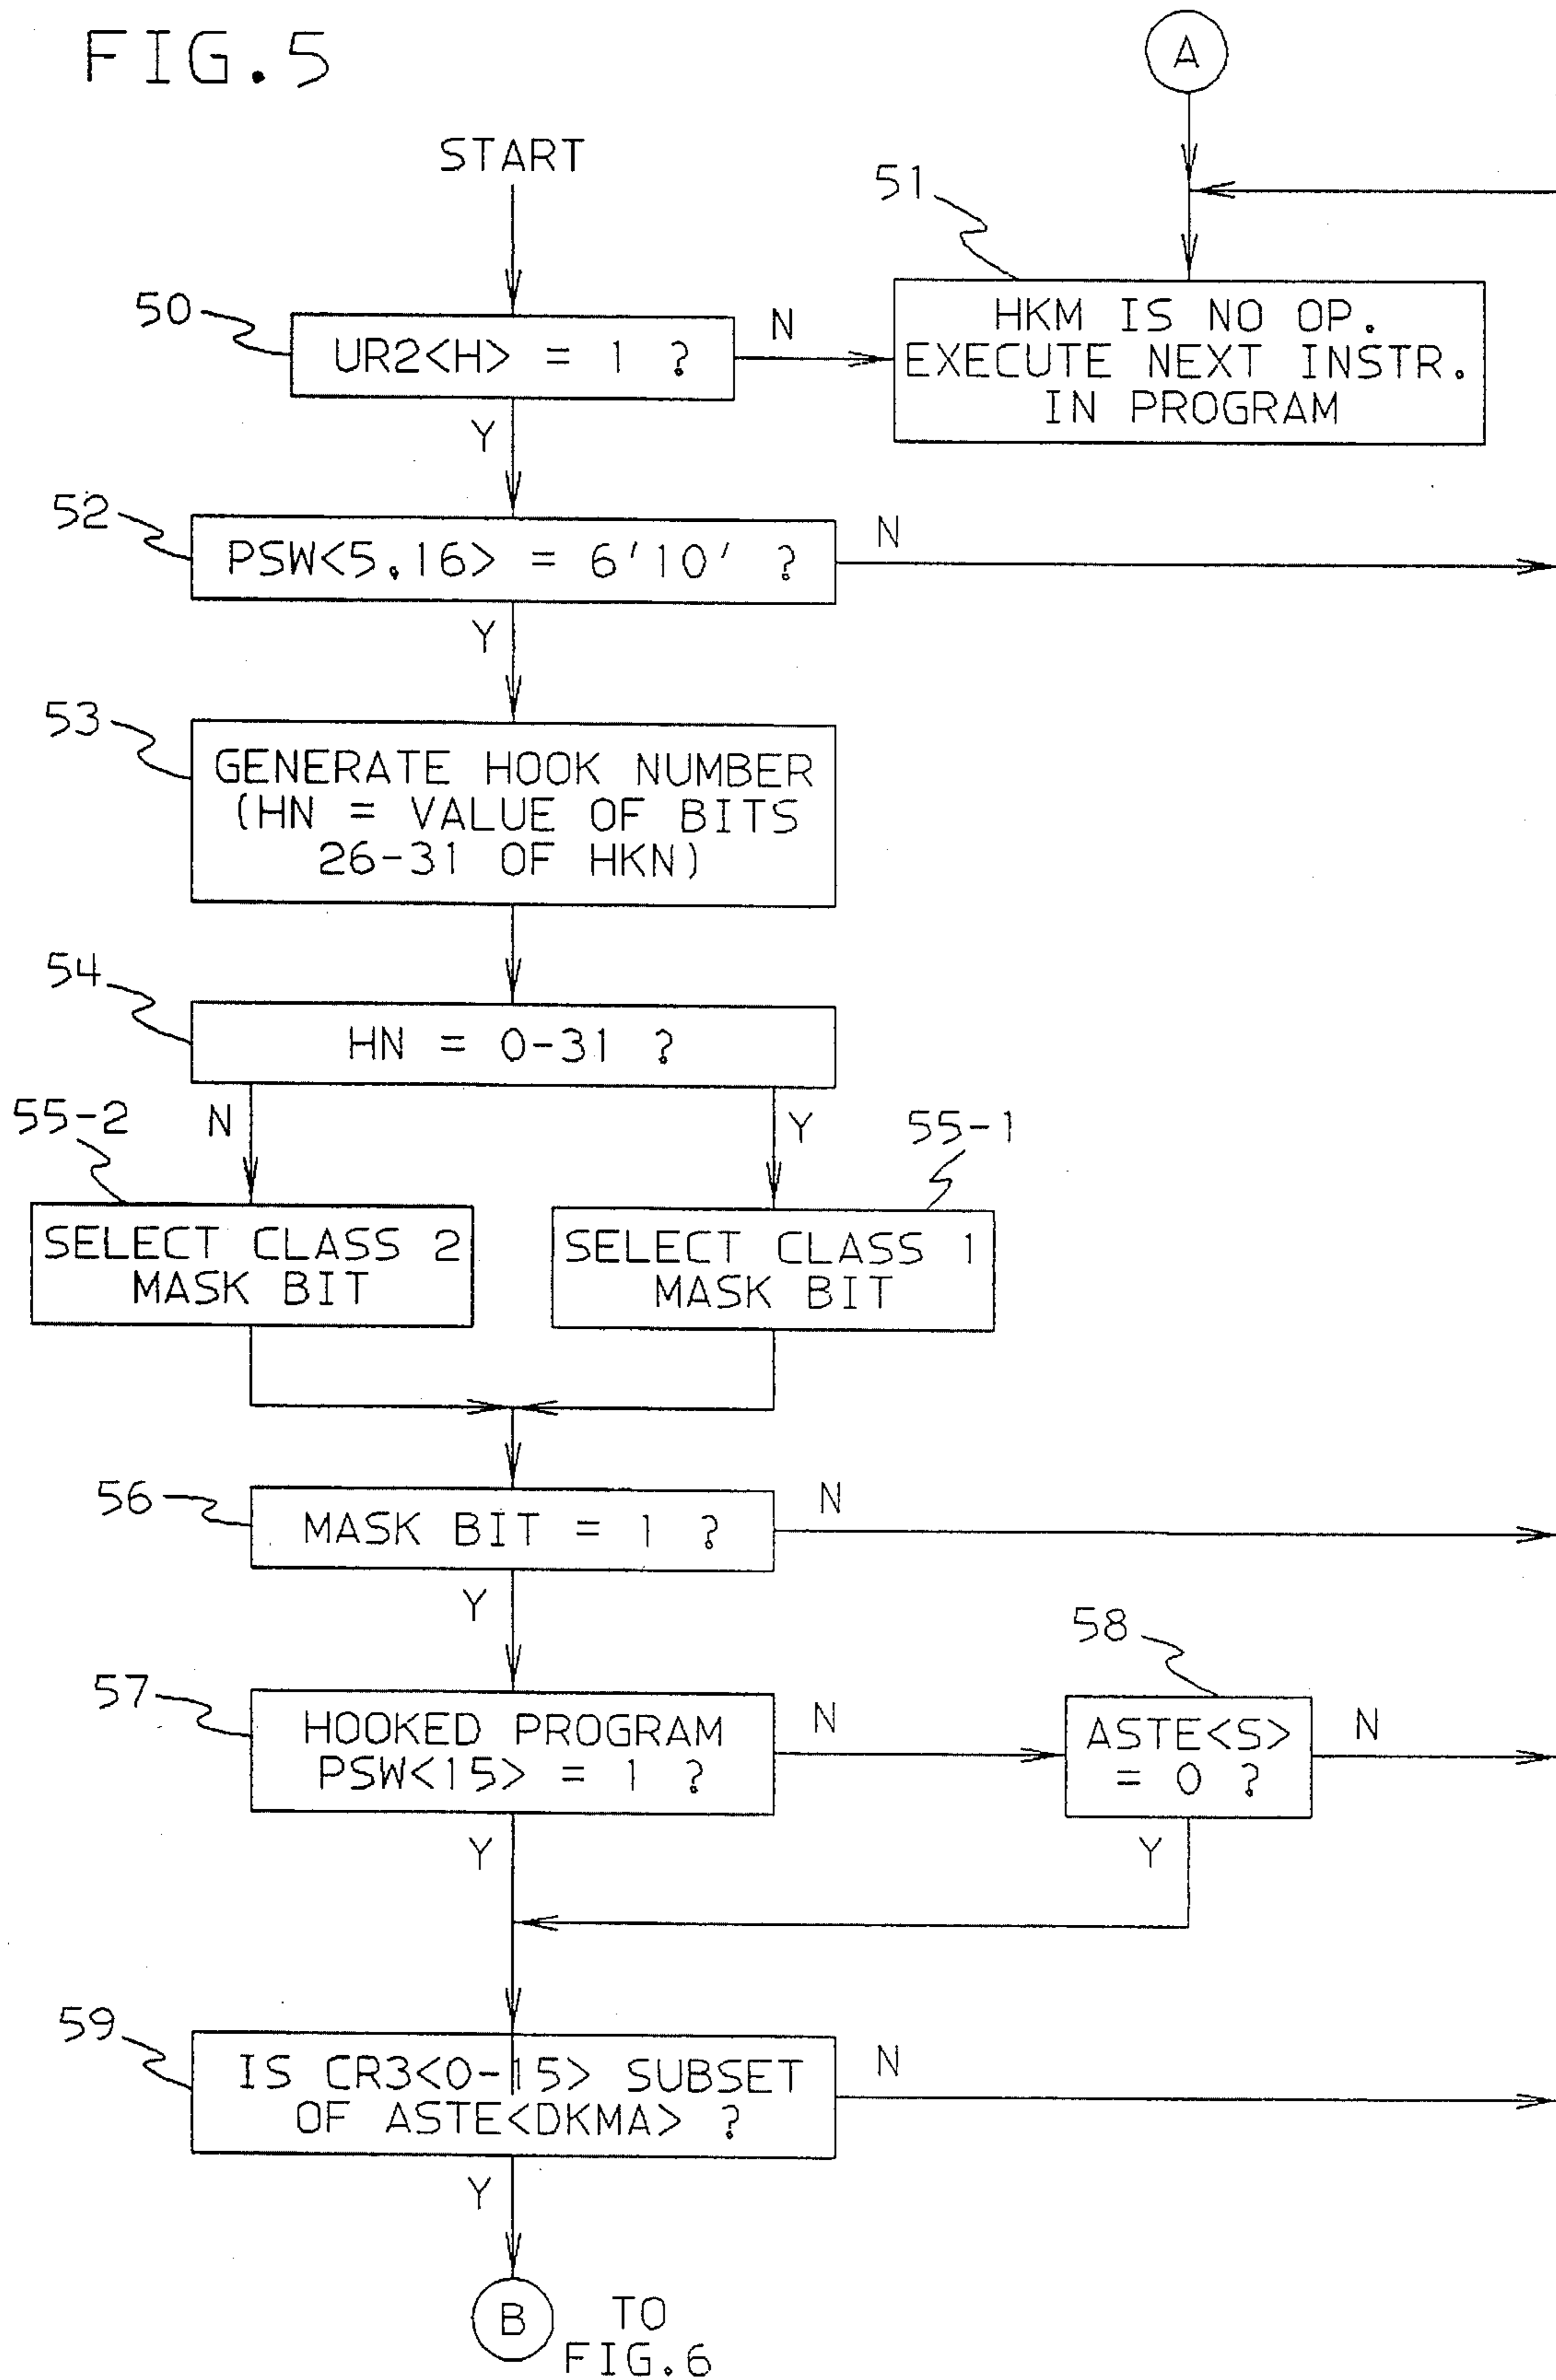 FIG.5
A
START
51
50
UR2<H> = 1 ?
N
HKM IS NO OP.
EXECUTE NEXT INSTR.
IN PROGRAM
Y
52
PSW<5,16> = 6'10' ?
N
Y
53
GENERATE HOOK NUMBER
(HN = VALUE OF BITS
26-31 OF HKN)
54
HN = 0-31 ?
55-2
N
Y
55-1
SELECT CLASS 2
MASK BIT
SELECT CLASS 1
MASK BIT
56
MASK BIT = 1 ?
N
Y
58
57
HOOKED PROGRAM
PSW<15> = 1 ?
N
ASTE<S>
= 0 ?
N
Y
Y
59
IS CR3<0-15> SUBSET
OF ASTE<DKMA> ?
N
Y
B
TO
FIG.6